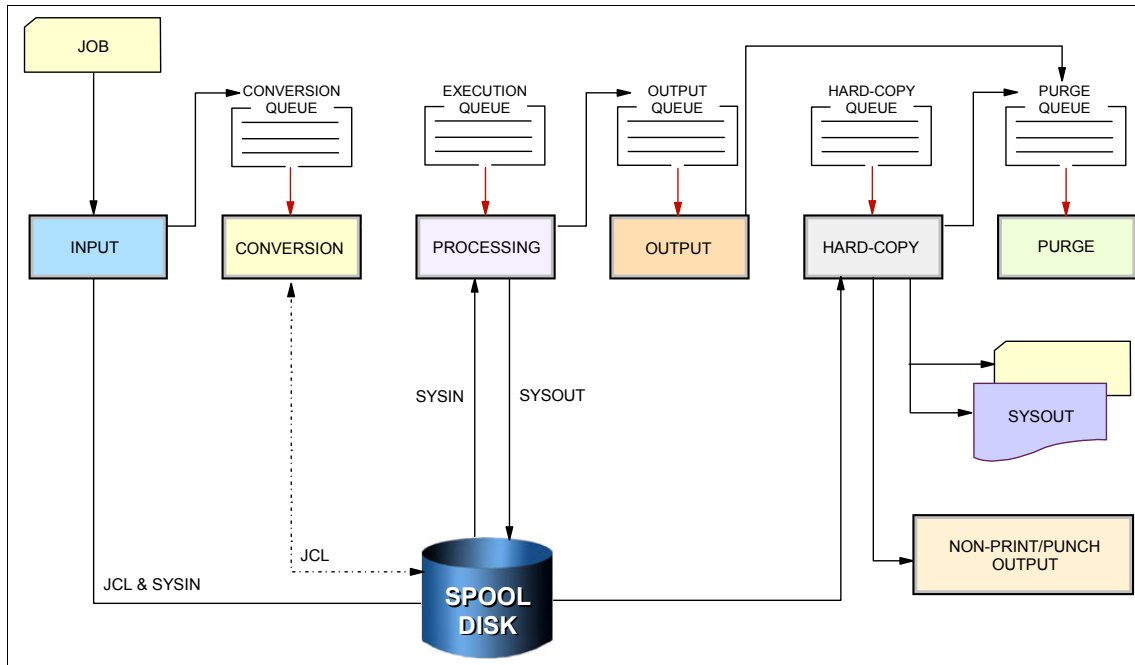 JOB
CONVERSION
QUEUE
EXECUTION
QUEUE
OUTPUT
QUEUE
HARD-COPY
QUEUE
PURGE
QUEUE
INPUT
CONVERSION
PROCESSING
OUTPUT
HARD-COPY
PURGE
SYSIN
SYSOUT
SYSOUT
JCL
JCL & SYSIN
SPOOL
DISK
NON-PRINT/PUNCH
OUTPUT